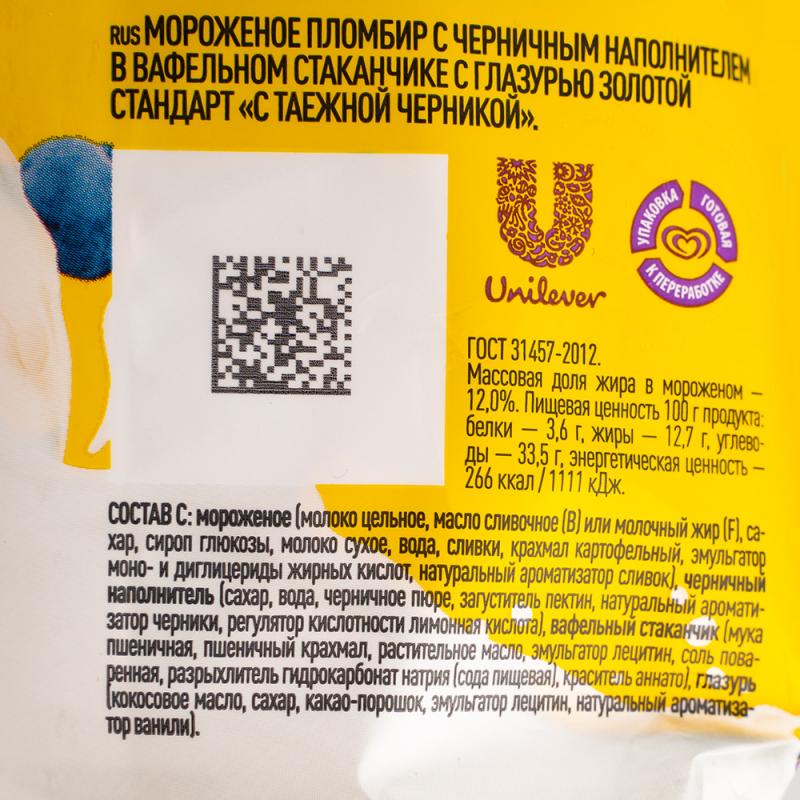 RUS МОРОЖЕНОЕ ПЛОМБИР С ЧЕРНИЧНЫМ НАПОЛНИТЕЛЕМ
В ВАФЕЛЬНОМ СТАКАНЧИКЕ С ГЛАЗУРЬЮ ЗОЛОТОЙ
СТАНДАРТ «С ТАЕЖНОЙ ЧЕРНИКОЙ».
Unilever
УПАКОВКА
ГОТОВАЯ
К ПЕРЕРАБОТКЕ
ГОСТ 31457-2012.
Массовая доля жира в мороженом –
12,0%. Пищевая ценность 100 г продукта:
белки – 3,6 г, жиры – 12,7 г, углево-
ды – 33,5 г, энергетическая ценность –
266 ккал / 1111 кДж.
СОСТАВ С: мороженое (молоко цельное, масло сливочное (B) или молочный жир (F), са-
хар, сироп глюкозы, молоко сухое, вода, сливки, крахмал картофельный, эмульгатор
моно- и диглицериды жирных кислот, натуральный ароматизатор сливок), черничный
наполнитель (сахар, вода, черничное пюре, загуститель пектин, натуральный аромати-
затор черники, регулятор кислотности лимонная кислота), вафельный стаканчик (мука
пшеничная, пшеничный крахмал, растительное масло, эмульгатор лецитин, соль пова-
ренная, разрыхлитель гидрокарбонат натрия (сода пищевая), краситель аннато), глазурь
(кокосовое масло, сахар, какао-порошок, эмульгатор лецитин, натуральный ароматиза-
тор ванили).